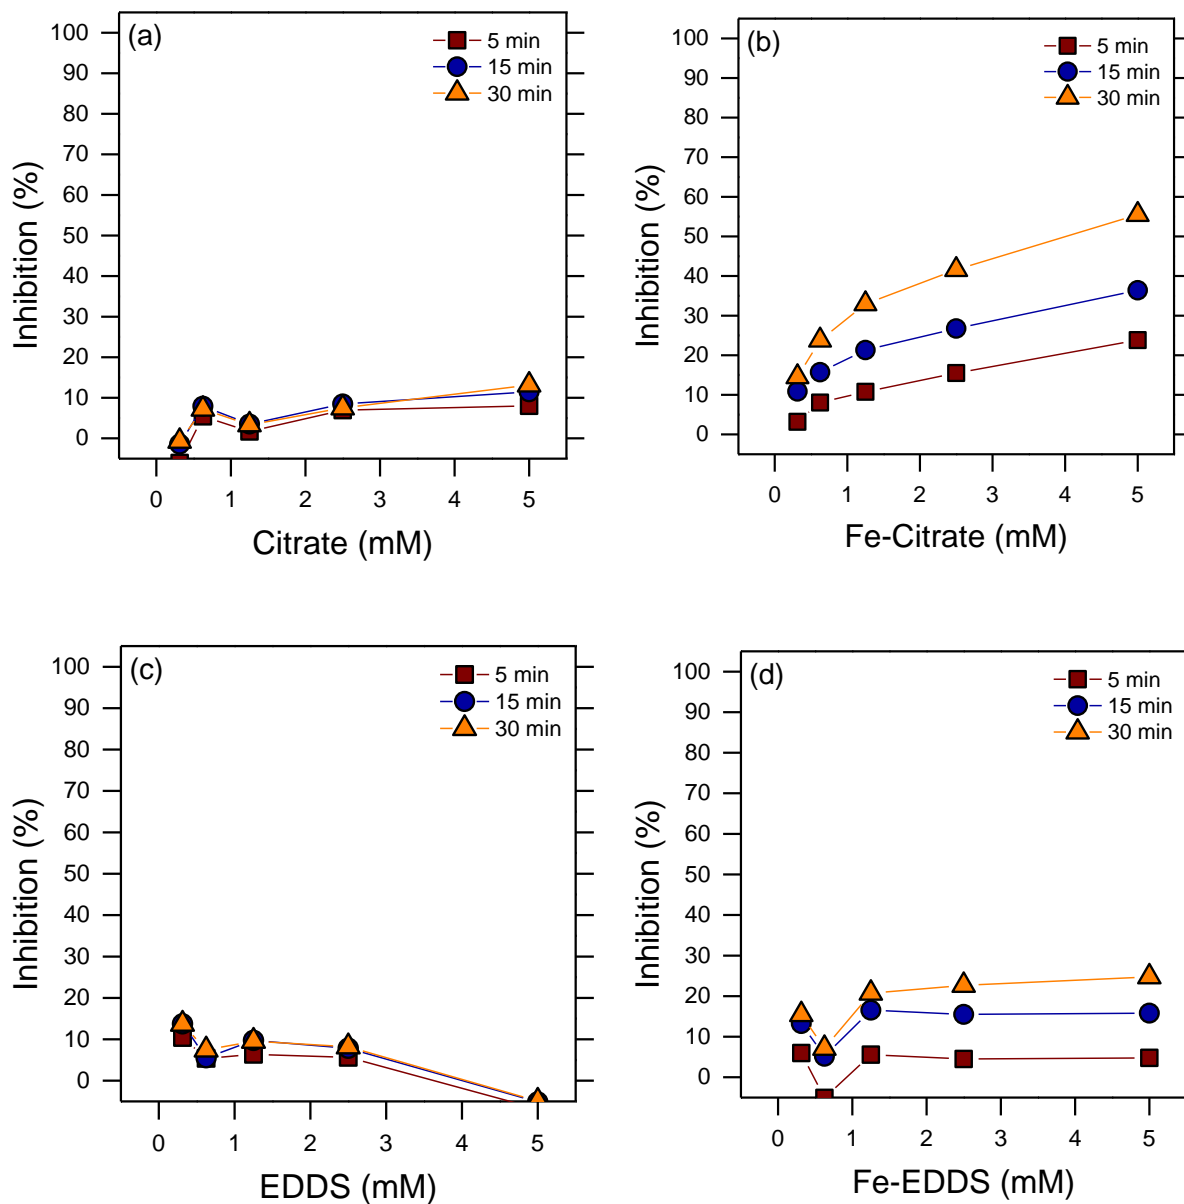 (a)
5 min
15 min
30 min
100
90
80
70
60
50
40
30
20
10
0
Inhibition (%)
0 1 2 3 4 5
Citrate (mM)
(b)
5 min
15 min
30 min
100
90
80
70
60
50
40
30
20
10
0
Inhibition (%)
0 1 2 3 4 5
Fe-Citrate (mM)
(c)
5 min
15 min
30 min
100
90
80
70
60
50
40
30
20
10
0
Inhibition (%)
0 1 2 3 4 5
EDDS (mM)
(d)
5 min
15 min
30 min
100
90
80
70
60
50
40
30
20
10
0
Inhibition (%)
0 1 2 3 4 5
Fe-EDDS (mM)